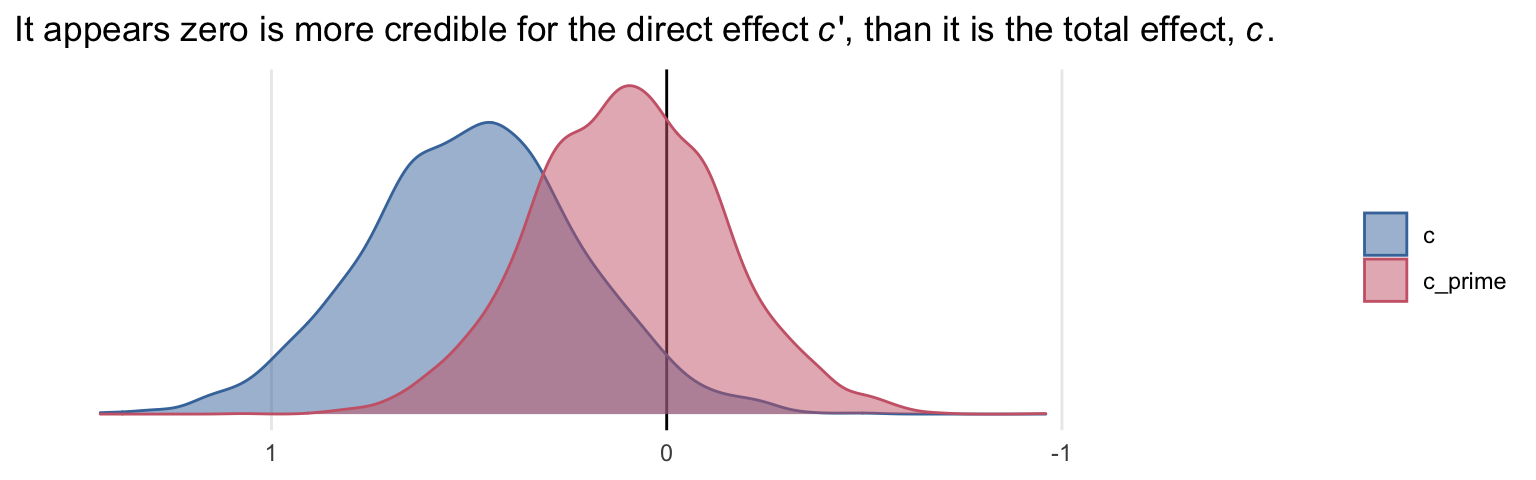 It appears zero is more credible for the direct effect c', than it is the total effect, c.
c
c_prime
1 0 -1